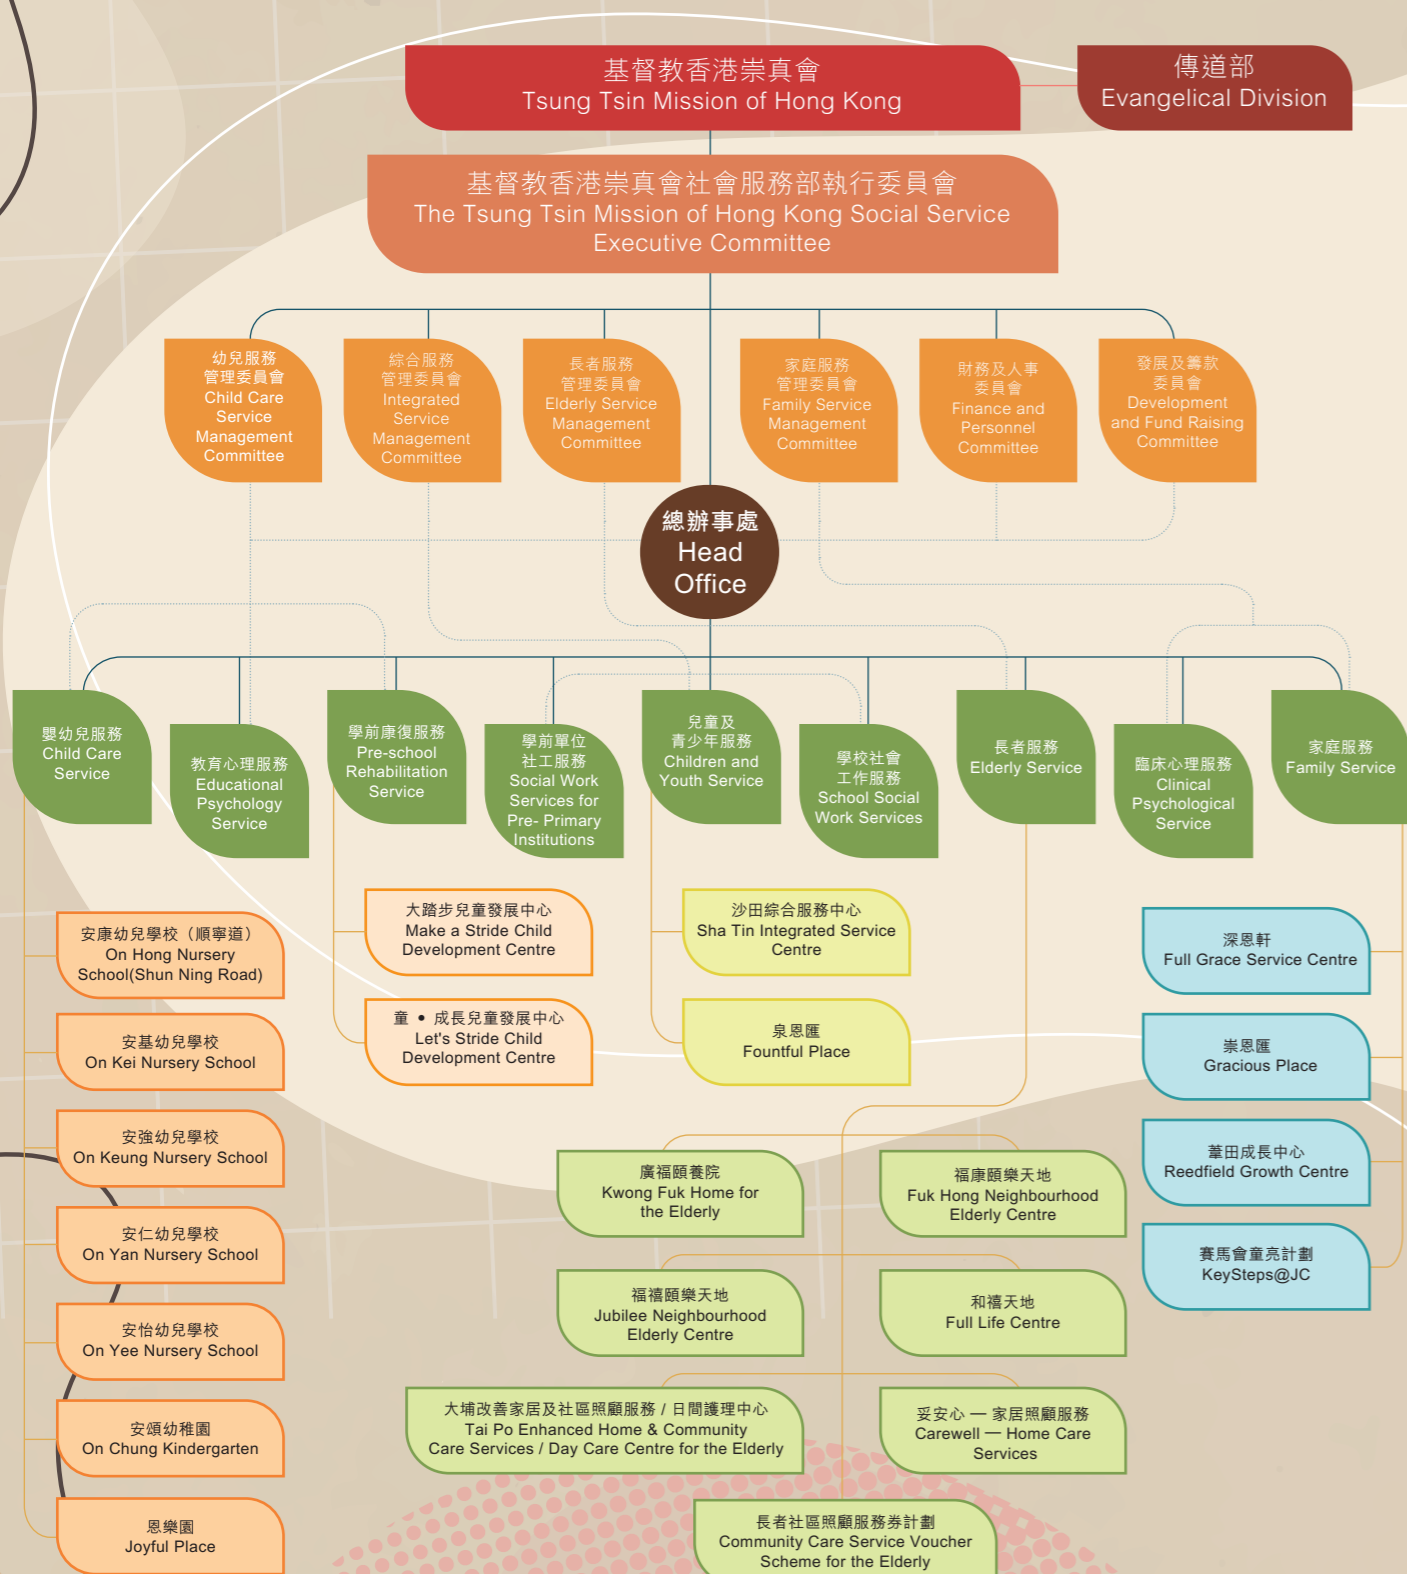 基督教香港崇真會
Tsung Tsin Mission of Hong Kong
傳道部
Evangelical Division
基督教香港崇真會社會服務部執行委員會
The Tsung Tsin Mission of Hong Kong Social Service
Executive Committee
幼兒服務
管理委員會
Child Care
Service
Management
Committee
綜合服務
管理委員會
Integrated
Service
Management
Committee
長者服務
管理委員會
Elderly Service
Management
Committee
家庭服務
管理委員會
Family Service
Management
Committee
財務及人事
委員會
Finance and
Personnel
Committee
發展及籌款
委員會
Development
and Fund Raising
Committee
總辦事處
Head
Office
嬰幼兒服務
Child Care
Service
教育心理服務
Educational
Psychology
Service
學前康復服務
Pre-school
Rehabilitation
Service
學前單位
社工服務
Social Work
Services for
Pre- Primary
Institutions
兒童及
青少年服務
Children and
Youth Service
學校社會
工作服務
School Social
Work Services
長者服務
Elderly Service
臨床心理服務
Clinical
Psychological
Service
家庭服務
Family Service
安康幼兒學校（順寧道）
On Hong Nursery
School(Shun Ning Road)
安基幼兒學校
On Kei Nursery School
安強幼兒學校
On Keung Nursery School
安仁幼兒學校
On Yan Nursery School
安怡幼兒學校
On Yee Nursery School
安頌幼稚園
On Chung Kindergarten
恩樂園
Joyful Place
大踏步兒童發展中心
Make a Stride Child
Development Centre
童 • 成長兒童發展中心
Let's Stride Child
Development Centre
沙田綜合服務中心
Sha Tin Integrated Service
Centre
泉恩匯
Fountful Place
廣福頤養院
Kwong Fuk Home for
the Elderly
福康頤樂天地
Fuk Hong Neighbourhood
Elderly Centre
福禧頤樂天地
Jubilee Neighbourhood
Elderly Centre
和禧天地
Full Life Centre
大埔改善家居及社區照顧服務 / 日間護理中心
Tai Po Enhanced Home & Community
Care Services / Day Care Centre for the Elderly
妥安心 — 家居照顧服務
Carewell — Home Care
Services
長者社區照顧服務券計劃
Community Care Service Voucher
Scheme for the Elderly
深恩軒
Full Grace Service Centre
崇恩匯
Gracious Place
葦田成長中心
Reedfield Growth Centre
賽馬會童亮計劃
KeySteps@JC